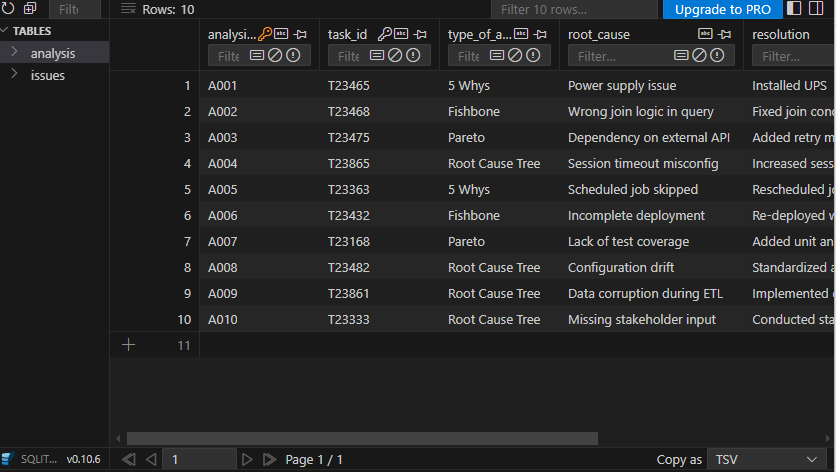 Filt Rows: 10 Filter 10 rows... Upgrade to PRO
TABLES
analysis
issues
analysi... task_id type_of_a... root_cause resolution
Filte Filte Filte Filter... Filter...
1 A001 T23465 5 Whys Power supply issue Installed UPS
2 A002 T23468 Fishbone Wrong join logic in query Fixed join cond
3 A003 T23475 Pareto Dependency on external API Added retry m
4 A004 T23865 Root Cause Tree Session timeout misconfig Increased sess
5 A005 T23363 5 Whys Scheduled job skipped Rescheduled jo
6 A006 T23432 Fishbone Incomplete deployment Re-deployed w
7 A007 T23168 Pareto Lack of test coverage Added unit an
8 A008 T23482 Root Cause Tree Configuration drift Standardized a
9 A009 T23861 Root Cause Tree Data corruption during ETL Implemented c
10 A010 T23333 Root Cause Tree Missing stakeholder input Conducted sta
11
SQLIT... v0.10.6 1 Page 1 / 1 Copy as TSV